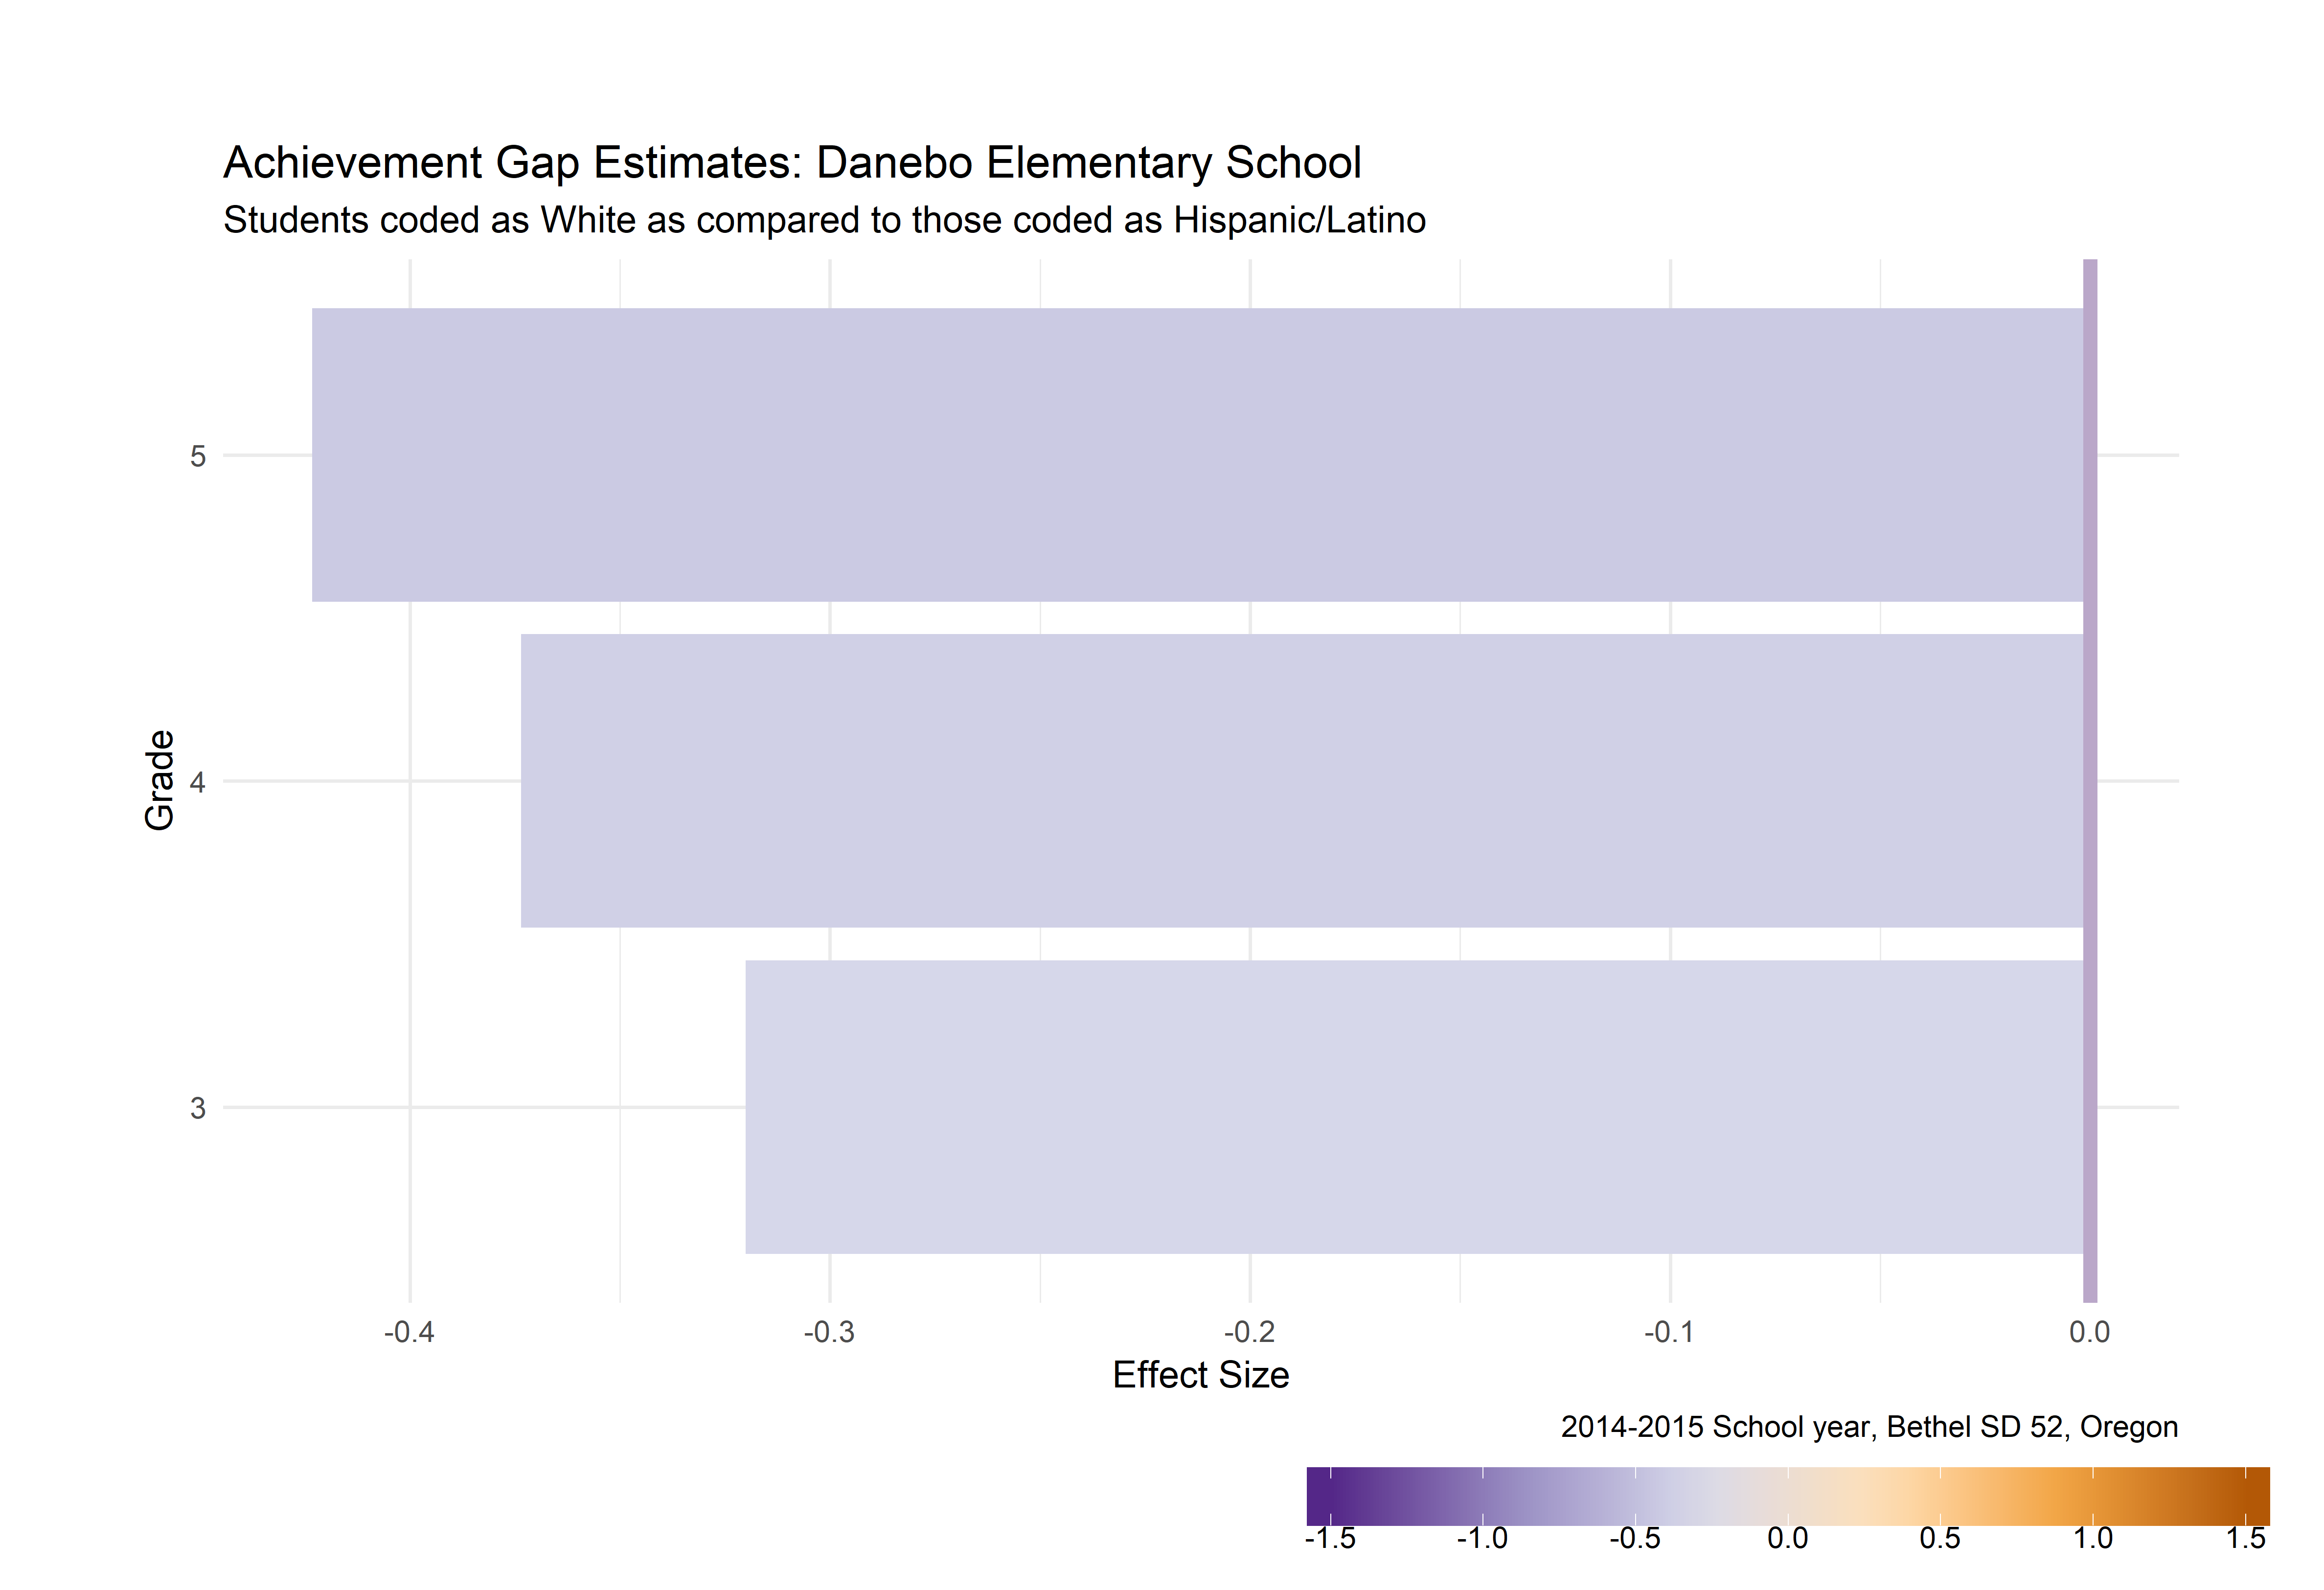 Achievement Gap Estimates: Danebo Elementary School
Students coded as White as compared to those coded as Hispanic/Latino
Grade
5
4
3
-0.4 -0.3 -0.2 -0.1 0.0
Effect Size
2014-2015 School year, Bethel SD 52, Oregon
-1.5 -1.0 -0.5 0.0 0.5 1.0 1.5